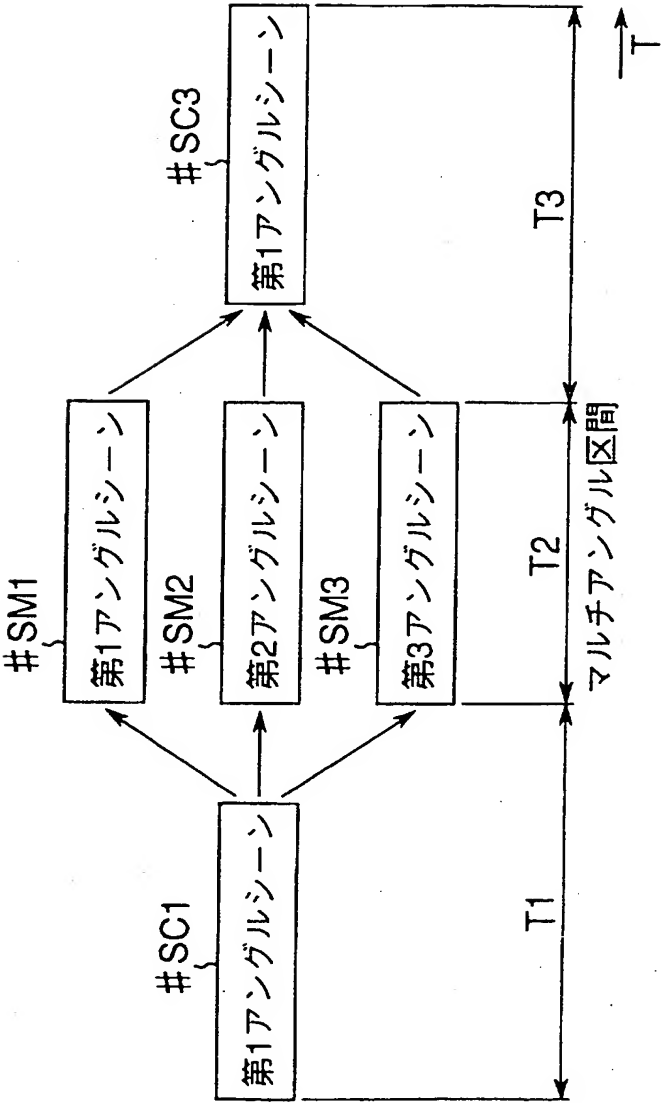 #SC1
第1アングルシーン
#SM1
第1アングルシーン
#SM2
第2アングルシーン
#SM3
第3アングルシーン
#SC3
第1アングルシーン
T1
T2
T3
マルチアングル区間
T